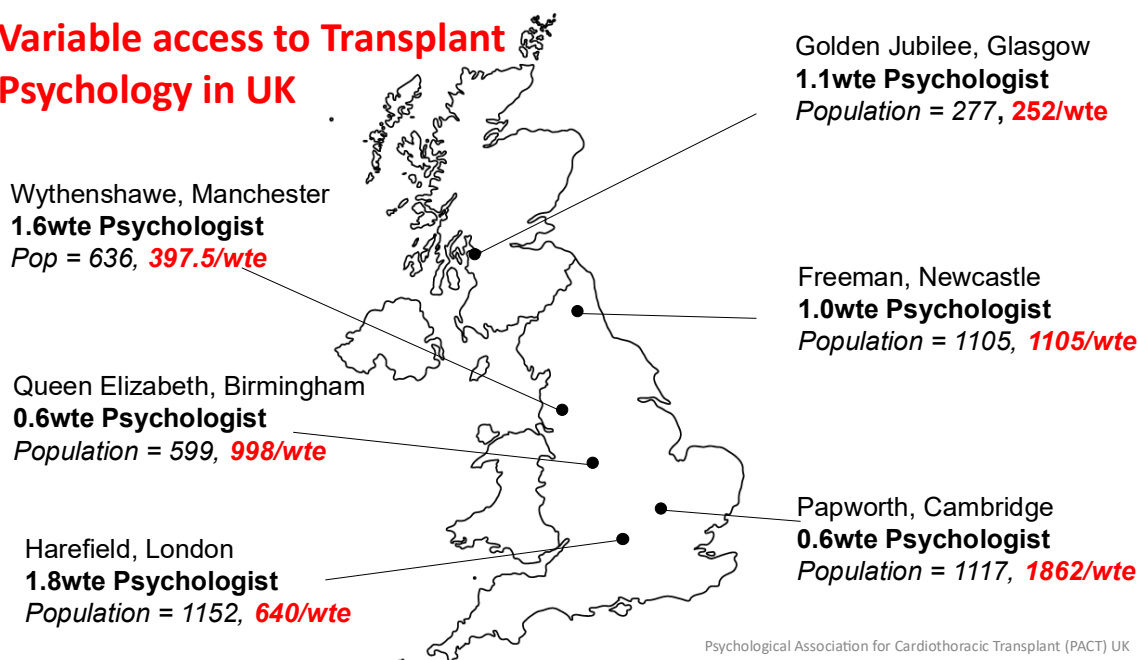 Variable access to Transplant
Psychology in UK
Golden Jubilee, Glasgow
1.1wte Psychologist
Population = 277, 252/wte
Wythenshawe, Manchester
1.6wte Psychologist
Pop = 636, 397.5/wte
Freeman, Newcastle
1.0wte Psychologist
Population = 1105, 1105/wte
Queen Elizabeth, Birmingham
0.6wte Psychologist
Population = 599, 998/wte
Papworth, Cambridge
0.6wte Psychologist
Population = 1117, 1862/wte
Harefield, London
1.8wte Psychologist
Population = 1152, 640/wte
Psychological Association for Cardiothoracic Transplant (PACT) UK